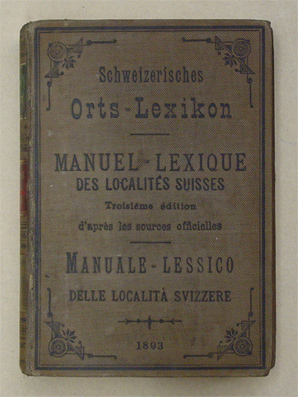 Schweizerisches
Orts-Lexikon
MANUEL-LEXIQUE
DES LOCALITÉS SUISSES
Troisième édition
d'après les sources officielles
MANUALE-LESSICO
DELLE LOCALITÀ SVIZZERE
1893